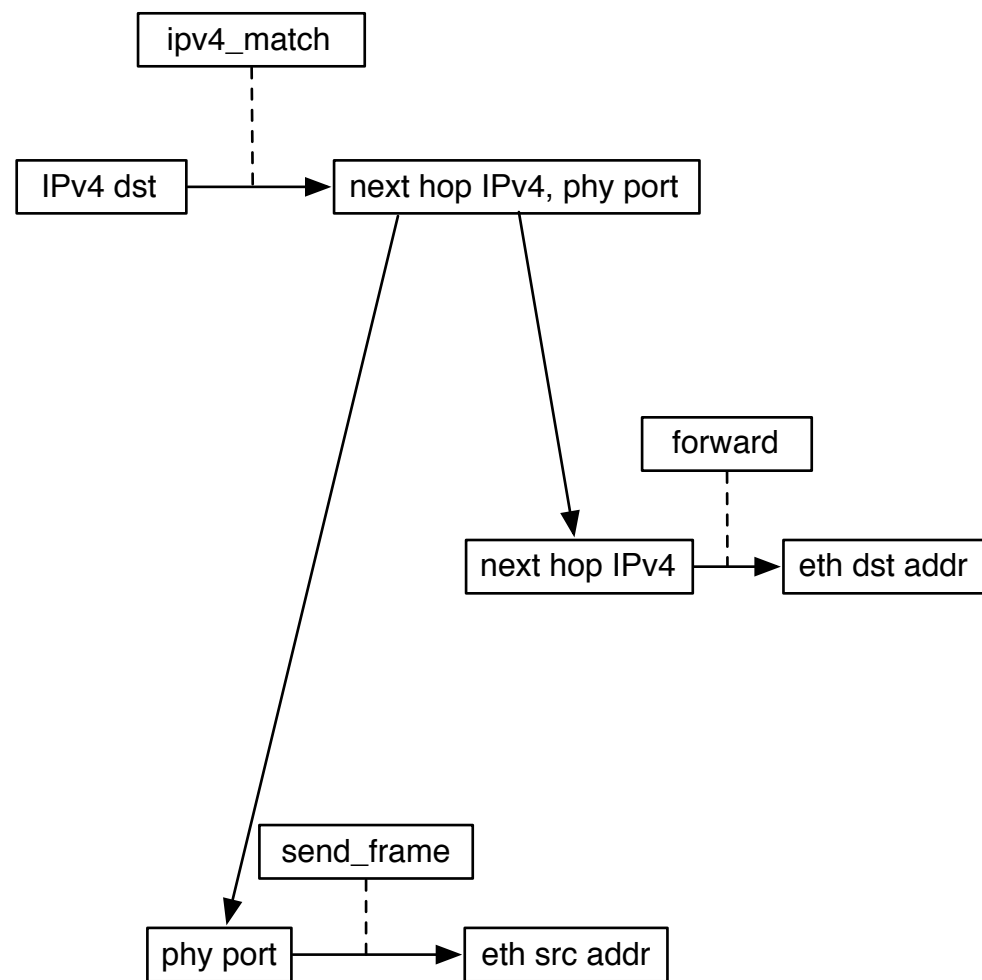 ipv4_match
IPv4 dst
next hop IPv4, phy port
forward
next hop IPv4
eth dst addr
send_frame
phy port
eth src addr